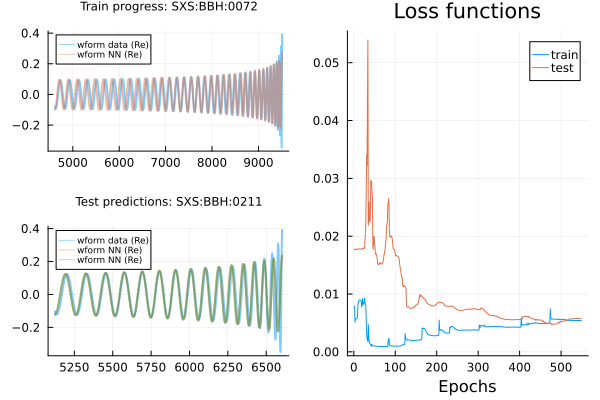 Train progress: SXS:BBH:0072
wform data (Re)
wform NN (Re)
0.4
0.2
0.0
−0.2
5000 6000 7000 8000 9000
Test predictions: SXS:BBH:0211
wform data (Re)
wform NN (Re)
wform NN (Re)
0.4
0.2
0.0
−0.2
5250 5500 5750 6000 6250 6500
Loss functions
train
test
0.05
0.04
0.03
0.02
0.01
0.00
0 100 200 300 400 500
Epochs